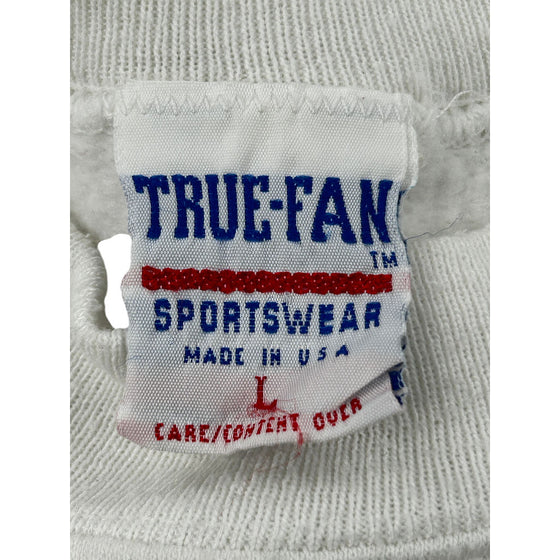 TRUE-FAN
TM
SPORTSWEAR
MADE IN USA
L
CARE/CONTENT OVER